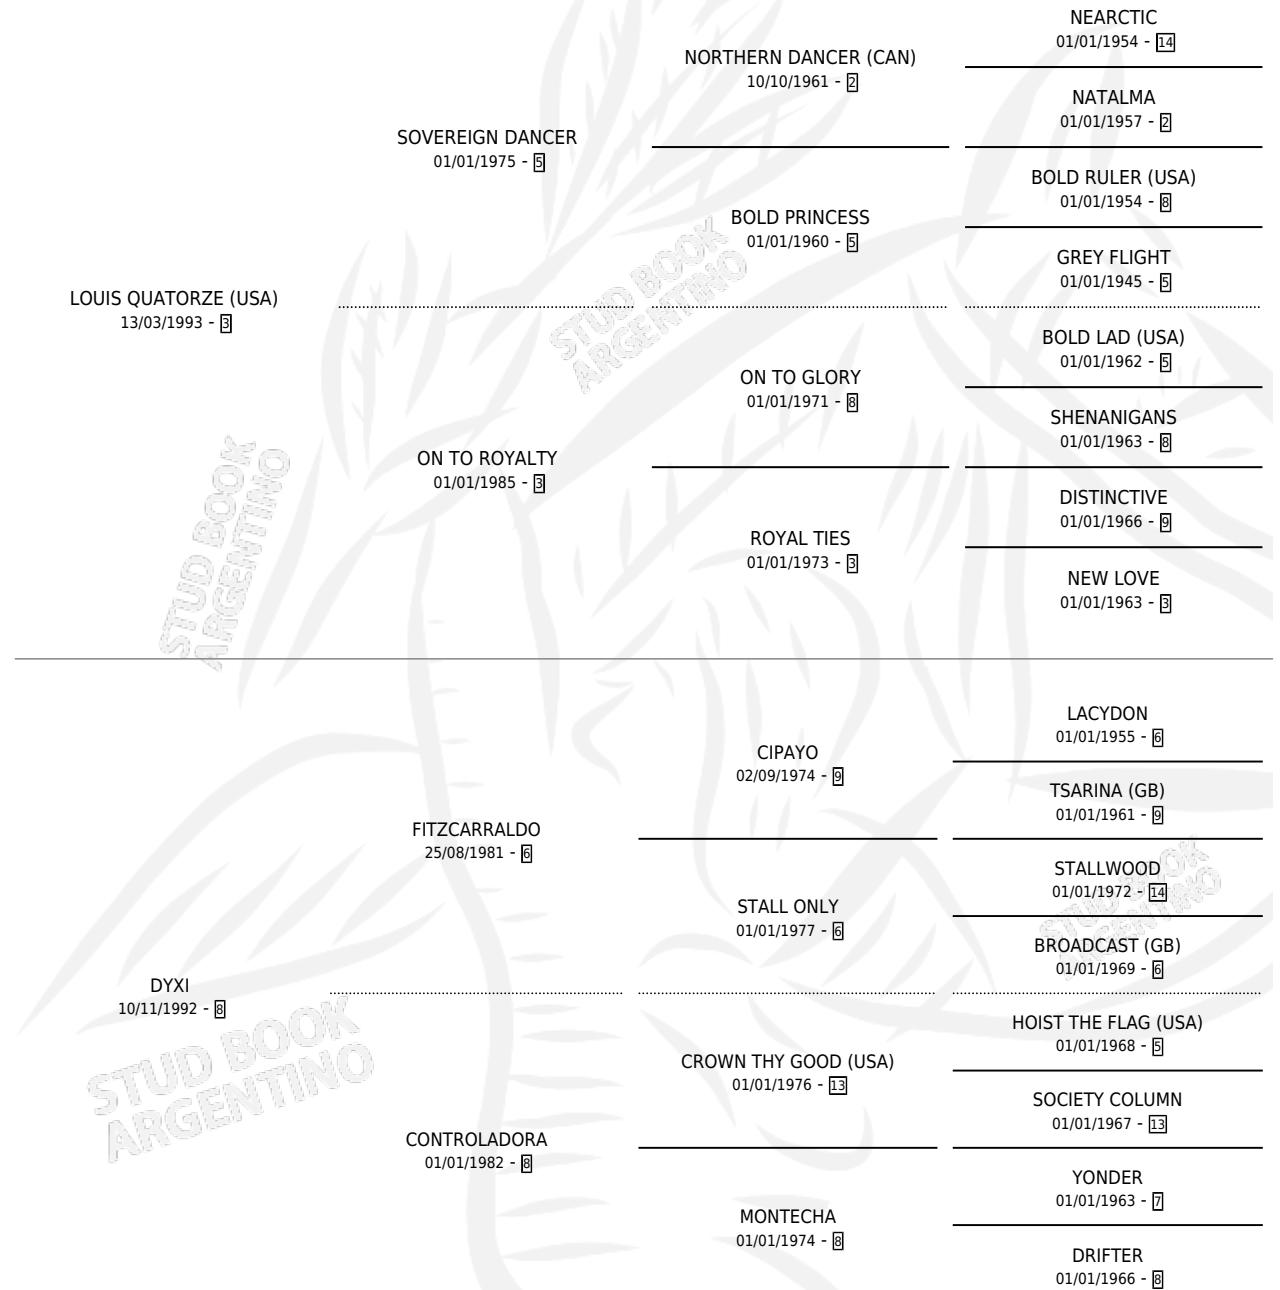 NEARCTIC
01/01/1954 - 14
NORTHERN DANCER (CAN)
10/10/1961 - 2
NATALMA
01/01/1957 - 2
SOVEREIGN DANCER
01/01/1975 - 5
BOLD RULER (USA)
01/01/1954 - 8
BOLD PRINCESS
01/01/1960 - 5
GREY FLIGHT
01/01/1945 - 5
LOUIS QUATORZE (USA)
13/03/1993 - 3
STUD BOOK
ARGENTINO
BOLD LAD (USA)
01/01/1962 - 5
ON TO GLORY
01/01/1971 - 8
SHENANIGANS
01/01/1963 - 8
ON TO ROYALTY
01/01/1985 - 3
DISTINCTIVE
01/01/1966 - 9
ROYAL TIES
01/01/1973 - 3
NEW LOVE
01/01/1963 - 3
STUD BOOK
ARGENTINO
LACYDON
01/01/1955 - 6
CIPAYO
02/09/1974 - 9
TSARINA (GB)
01/01/1961 - 9
FITZCARRALDO
25/08/1981 - 6
STALLWOOD
01/01/1972 - 14
STALL ONLY
01/01/1977 - 6
STUD BOOK
ARGENTINO
BROADCAST (GB)
01/01/1969 - 6
DYXI
10/11/1992 - 8
HOIST THE FLAG (USA)
01/01/1968 - 5
CROWN THY GOOD (USA)
01/01/1976 - 13
STUD BOOK
ARGENTINO
SOCIETY COLUMN
01/01/1967 - 13
CONTROLADORA
01/01/1982 - 8
YONDER
01/01/1963 - 7
MONTECHA
01/01/1974 - 8
DRIFTER
01/01/1966 - 8